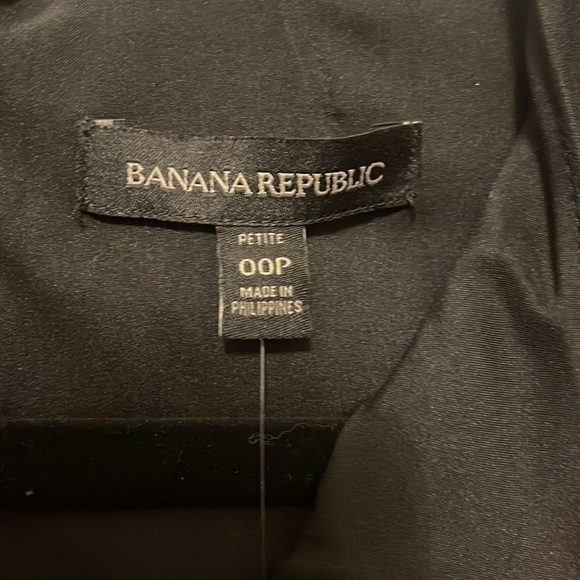 BANANA REPUBLIC
PETITE
00P
MADE IN
PHILIPPINES